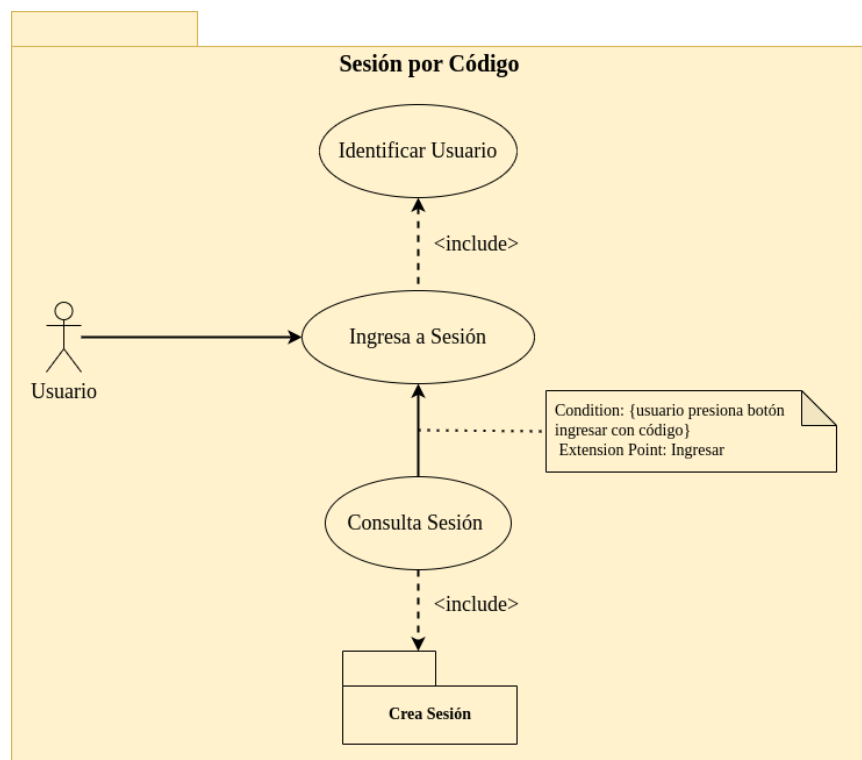 Sesión por Código
Identificar Usuario
<include>
Ingresa a Sesión
Usuario
Condition: {usuario presiona botón
ingresar con código}
Extension Point: Ingresar
Consulta Sesión
<include>
Crea Sesión